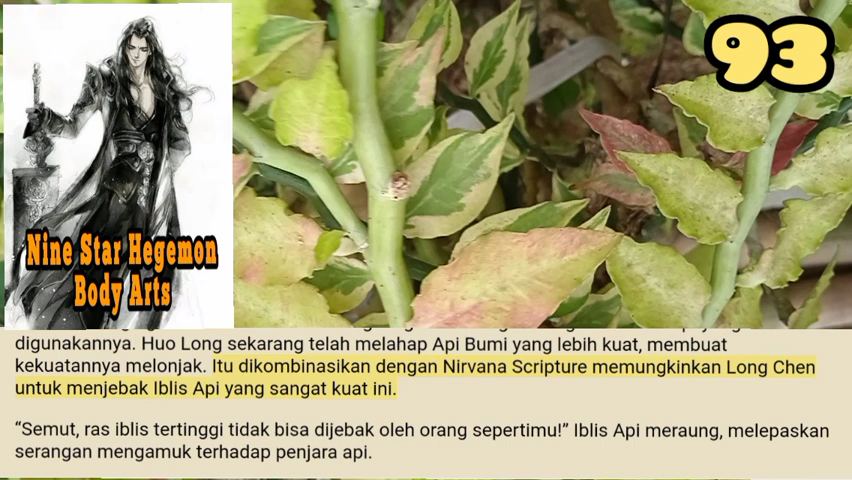 93
Nine Star Hegemon
Body Arts
digunakannya. Huo Long sekarang telah melahap Api Bumi yang lebih kuat, membuat
kekuatannya melonjak. Itu dikombinasikan dengan Nirvana Scripture memungkinkan Long Chen
untuk menjebak Iblis Api yang sangat kuat ini.
“Semut, ras iblis tertinggi tidak bisa dijebak oleh orang sepertimu!” Iblis Api meraung, melepaskan
serangan mengamuk terhadap penjara api.